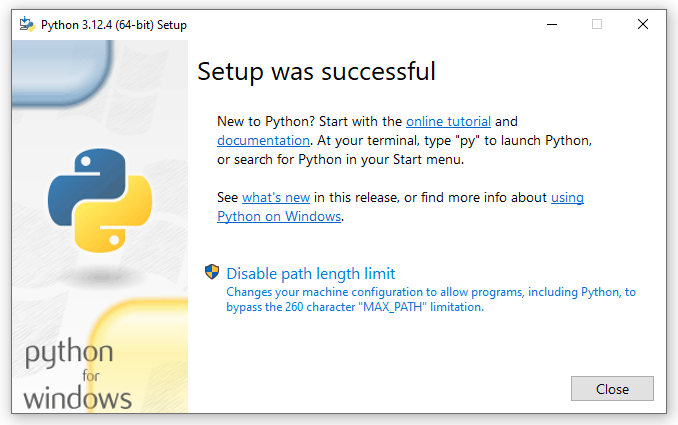 Python 3.12.4 (64-bit) Setup
Setup was successful
New to Python? Start with the online tutorial and
documentation. At your terminal, type "py" to launch Python,
or search for Python in your Start menu.
See what's new in this release, or find more info about using
Python on Windows.
Disable path length limit
Changes your machine configuration to allow programs, including Python, to
bypass the 260 character "MAX_PATH" limitation.
python
for
windows
Close